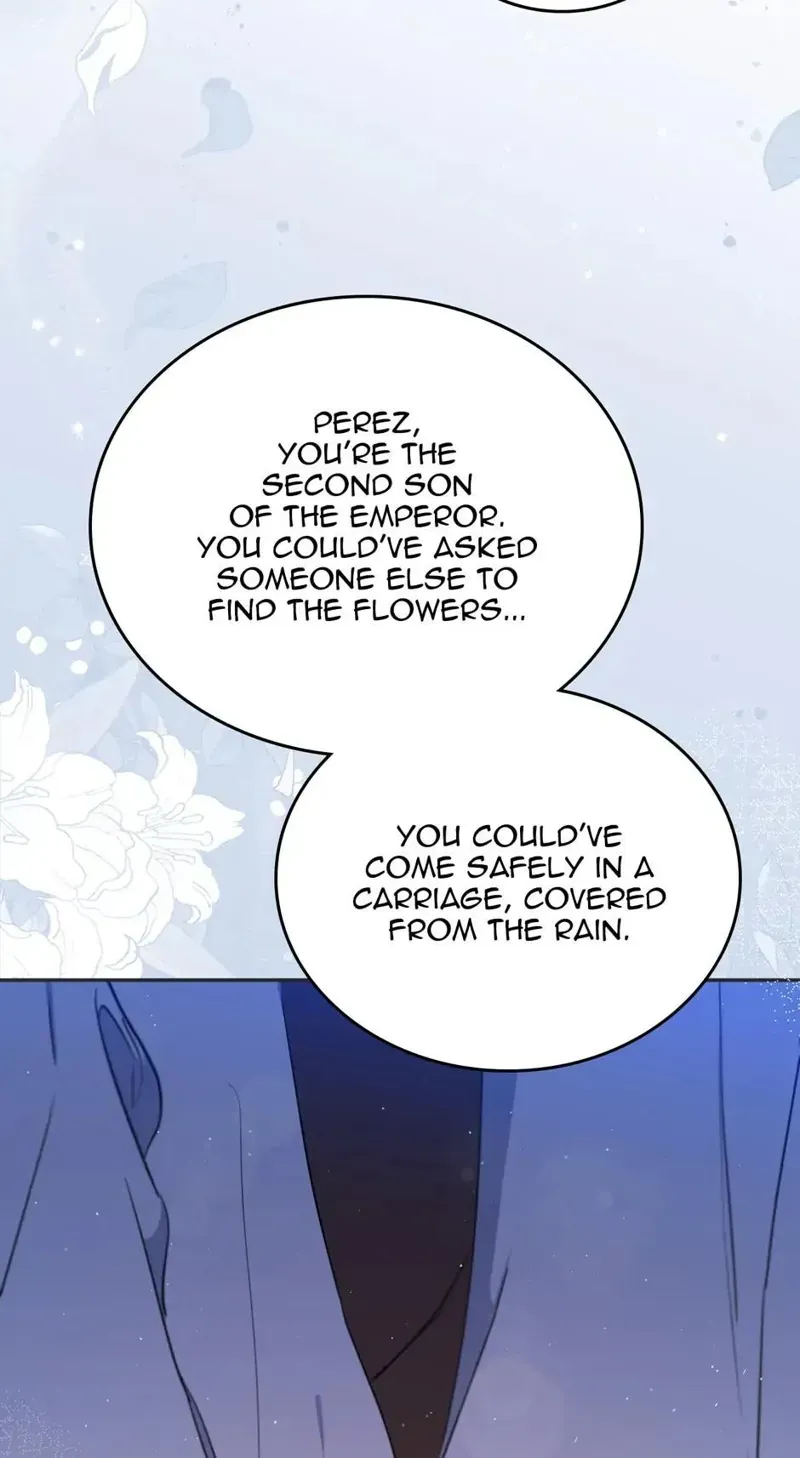 PEREZ,
YOU'RE THE
SECOND SON
OF THE EMPEROR.
YOU COULD'VE ASKED
SOMEONE ELSE TO
FIND THE FLOWERS...
YOU COULD'VE
COME SAFELY IN A
CARRIAGE, COVERED
FROM THE RAIN.